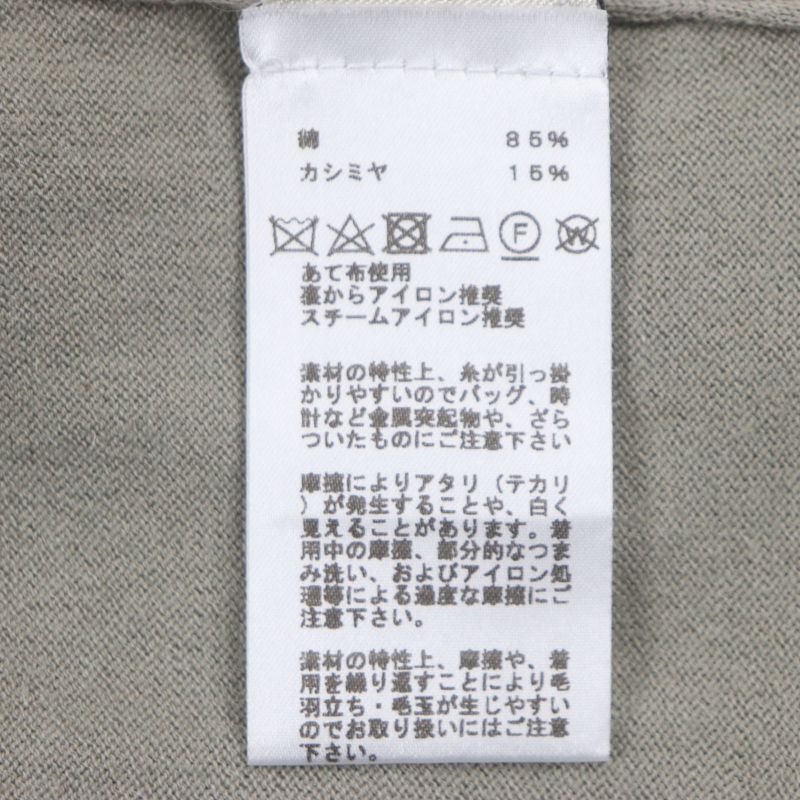 綿 85%
カシミヤ 15%
F W
あて布使用
裏からアイロン推奨
スチームアイロン推奨
素材の特性上、糸が引っ掛
かりやすいのでバッグ、時
計など金属突起物や、ざら
ついたものにご注意下さい
摩擦によりアタリ（テカリ
）が発生することや、白く
見えることがあります。着
用中の摩擦、部分的なつま
み洗い、およびアイロン処
理等による過度な摩擦にご
注意下さい。
素材の特性上、摩擦や、着
用を繰り返すことにより毛
羽立ち・毛玉が生じやすい
のでお取り扱いにはご注意
下さい。